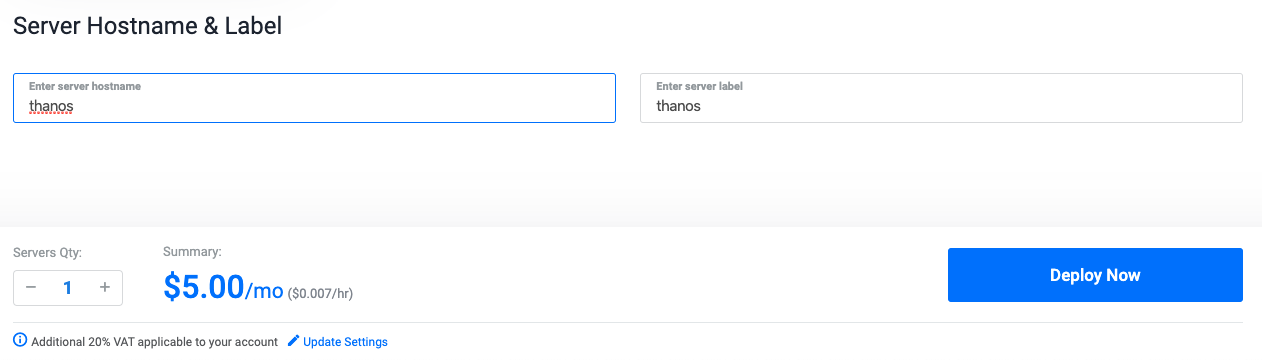 Server Hostname & Label
Enter server hostname
thanos
Enter server label
thanos
Servers Qty:
− 1 +
Summary:
$5.00/mo ($0.007/hr)
Deploy Now
Additional 20% VAT applicable to your account Update Settings